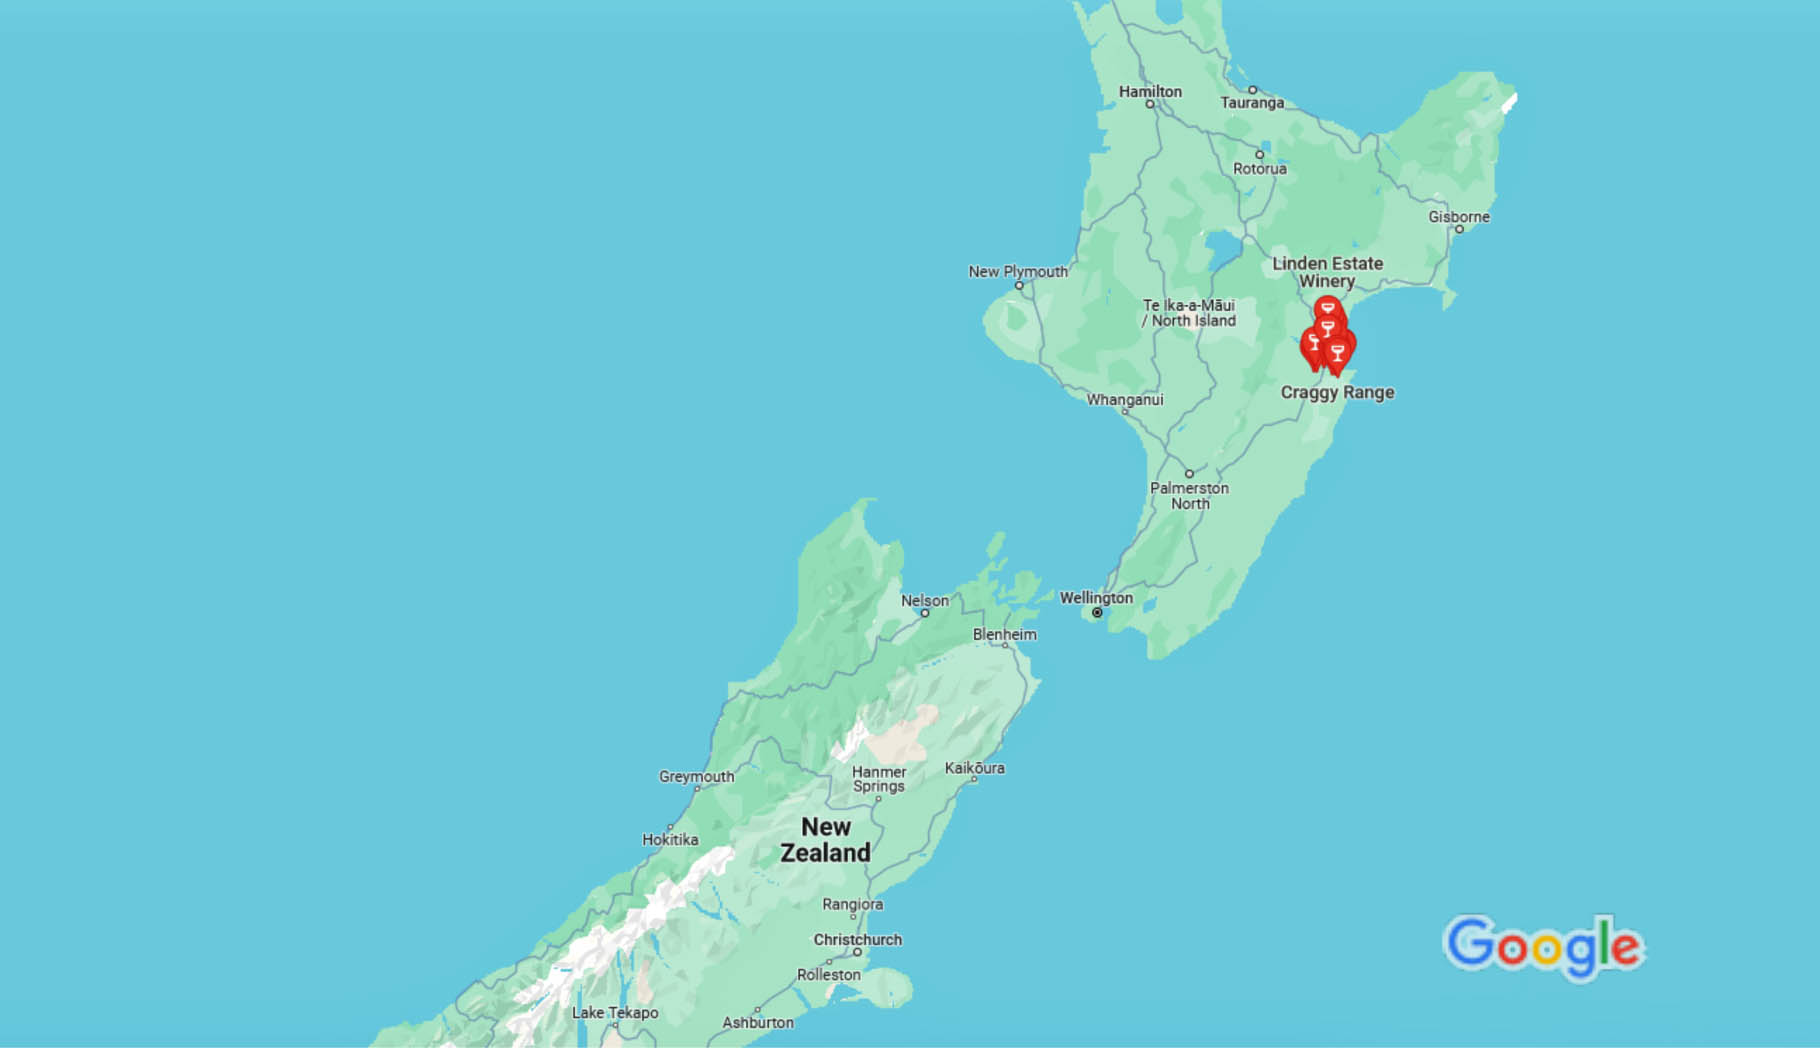 Hamilton
Tauranga
Rotorua
Gisborne
Linden Estate
Winery
New Plymouth
Te Ika-a-Māui
/ North Island
Craggy Range
Whanganui
Palmerston
North
Wellington
Nelson
Blenheim
Greymouth
Hanmer
Springs
Kaikōura
Hokitika
New
Zealand
Rangiora
Christchurch
Rolleston
Lake Tekapo
Ashburton
Google